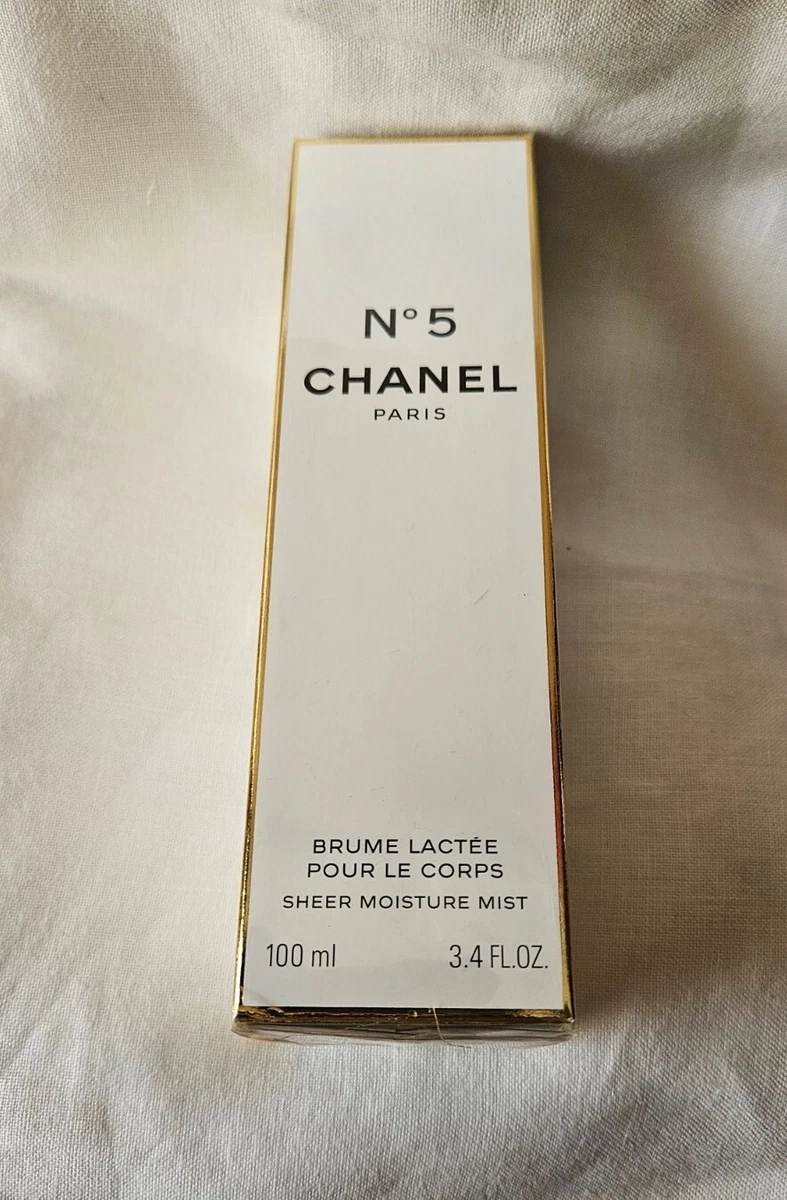 N° 5
CHANEL
PARIS
BRUME LACTÉE
POUR LE CORPS
SHEER MOISTURE MIST
100 ml 3.4 FL.OZ.